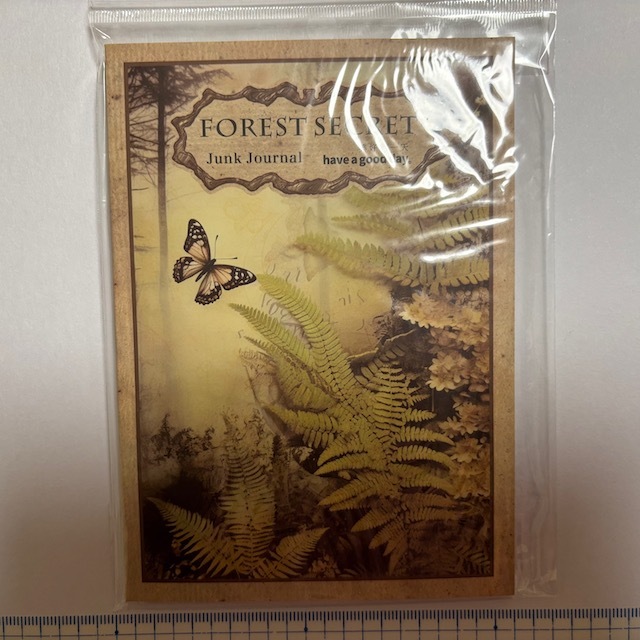 FOREST SECRET
Junk Journal have a good day.